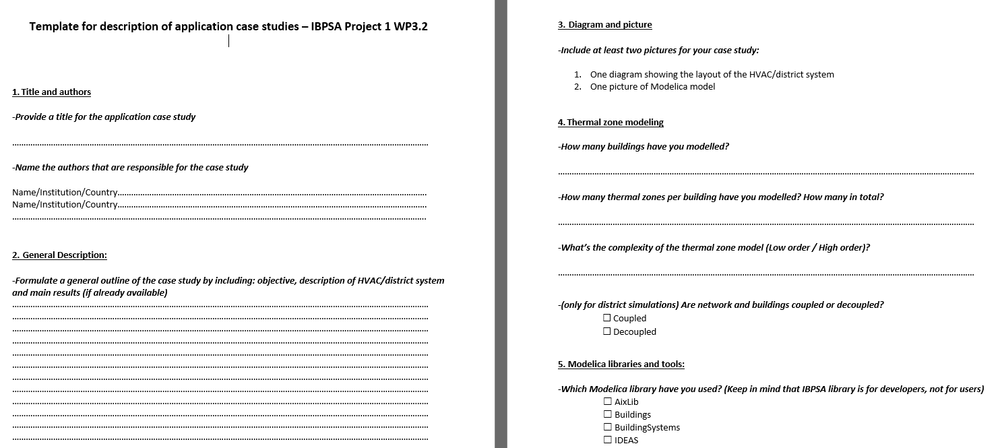 Template for description of application case studies – IBPSA Project 1 WP3.2
1. Title and authors
-Provide a title for the application case study
........................................................................................................................
-Name the authors that are responsible for the case study
Name/Institution/Country........................................................................................
Name/Institution/Country........................................................................................
........................................................................................................................
2. General Description:
-Formulate a general outline of the case study by including: objective, description of HVAC/district system
and main results (if already available)
........................................................................................................................
........................................................................................................................
........................................................................................................................
........................................................................................................................
........................................................................................................................
........................................................................................................................
........................................................................................................................
........................................................................................................................
........................................................................................................................
........................................................................................................................
........................................................................................................................
........................................................................................................................
3. Diagram and picture
-Include at least two pictures for your case study:
1. One diagram showing the layout of the HVAC/district system
2. One picture of Modelica model
4. Thermal zone modeling
-How many buildings have you modelled?
........................................................................................................................
-How many thermal zones per building have you modelled? How many in total?
........................................................................................................................
-What's the complexity of the thermal zone model (Low order / High order)?
........................................................................................................................
-(only for district simulations) Are network and buildings coupled or decoupled?
☐ Coupled
☐ Decoupled
5. Modelica libraries and tools:
-Which Modelica library have you used? (Keep in mind that IBPSA library is for developers, not for users)
☐ AixLib
☐ Buildings
☐ BuildingSystems
☐ IDEAS